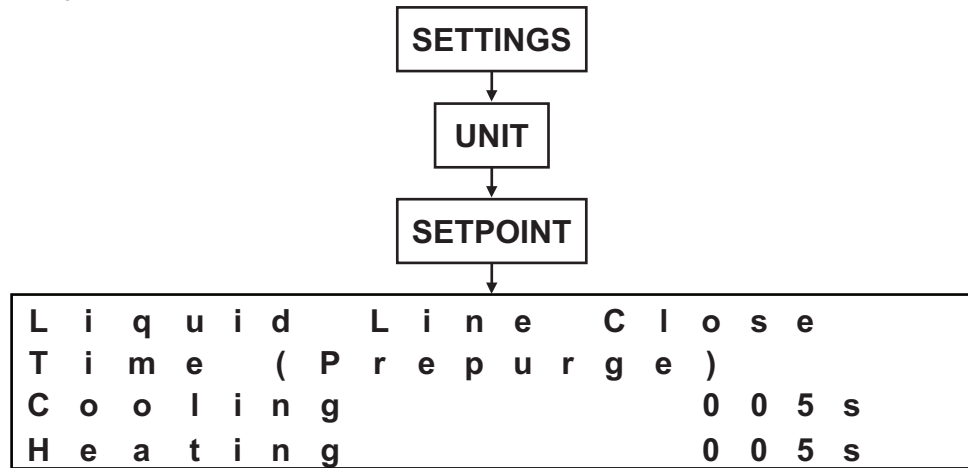 SETTINGS
UNIT
SETPOINT
Liquid Line Close
Time (Prepurge)
Cooling 005s
Heating 005s